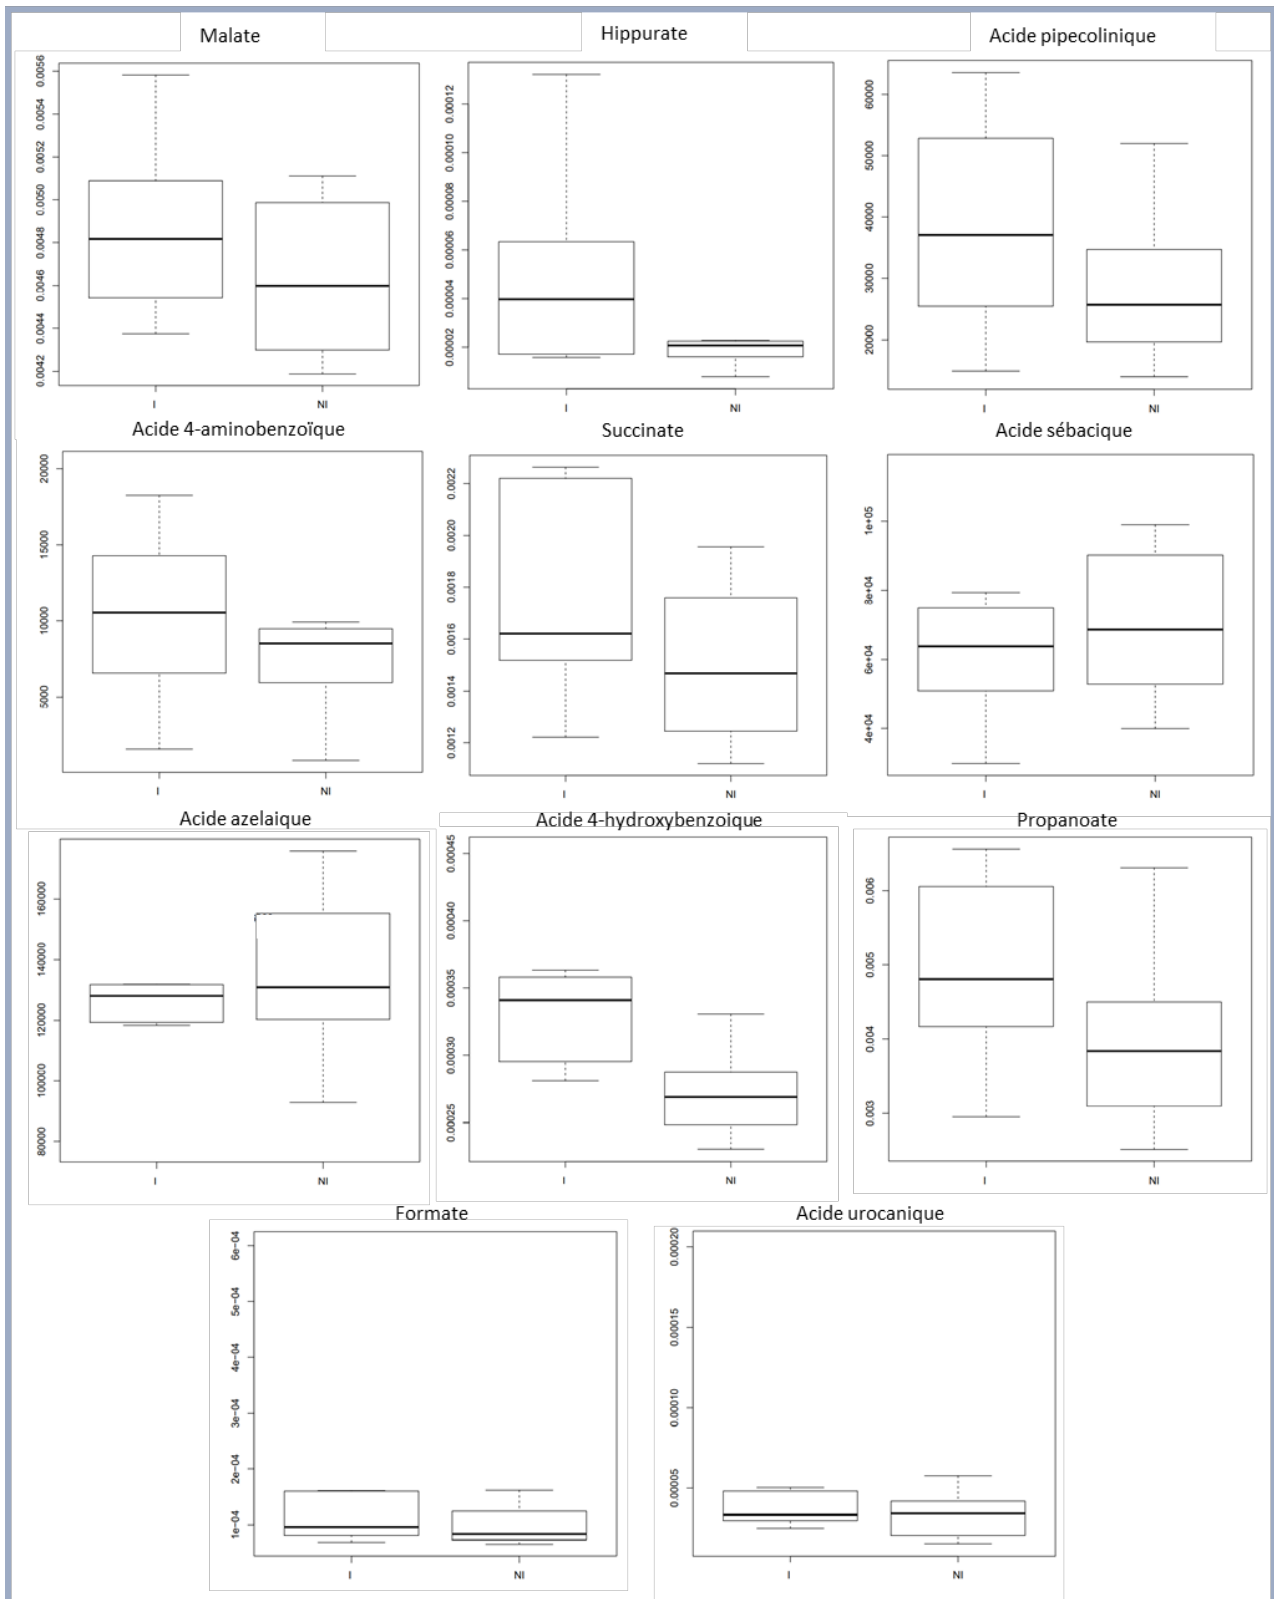 Malate
Hippurate
Acide pipecolinique
0.0056
0.0054
0.0052
0.0050
0.0048
0.0046
0.0044
0.0042
I
NI
0.00012
0.00010
0.00008
0.00006
0.00004
0.00002
I
NI
60000
50000
40000
30000
20000
I
NI
Acide 4-aminobenzoïque
Succinate
Acide sébacique
20000
15000
10000
5000
I
NI
0.0022
0.0020
0.0018
0.0016
0.0014
0.0012
I
NI
1e+05
8e+04
6e+04
4e+04
I
NI
Acide azelaique
Acide 4-hydroxybenzoique
Propanoate
160000
140000
120000
100000
80000
I
NI
0.00045
0.00040
0.00035
0.00030
0.00025
I
NI
0.006
0.005
0.004
0.003
I
NI
Formate
Acide urocanique
6e-04
5e-04
4e-04
3e-04
2e-04
1e-04
I
NI
0.00020
0.00015
0.00010
0.00005
I
NI